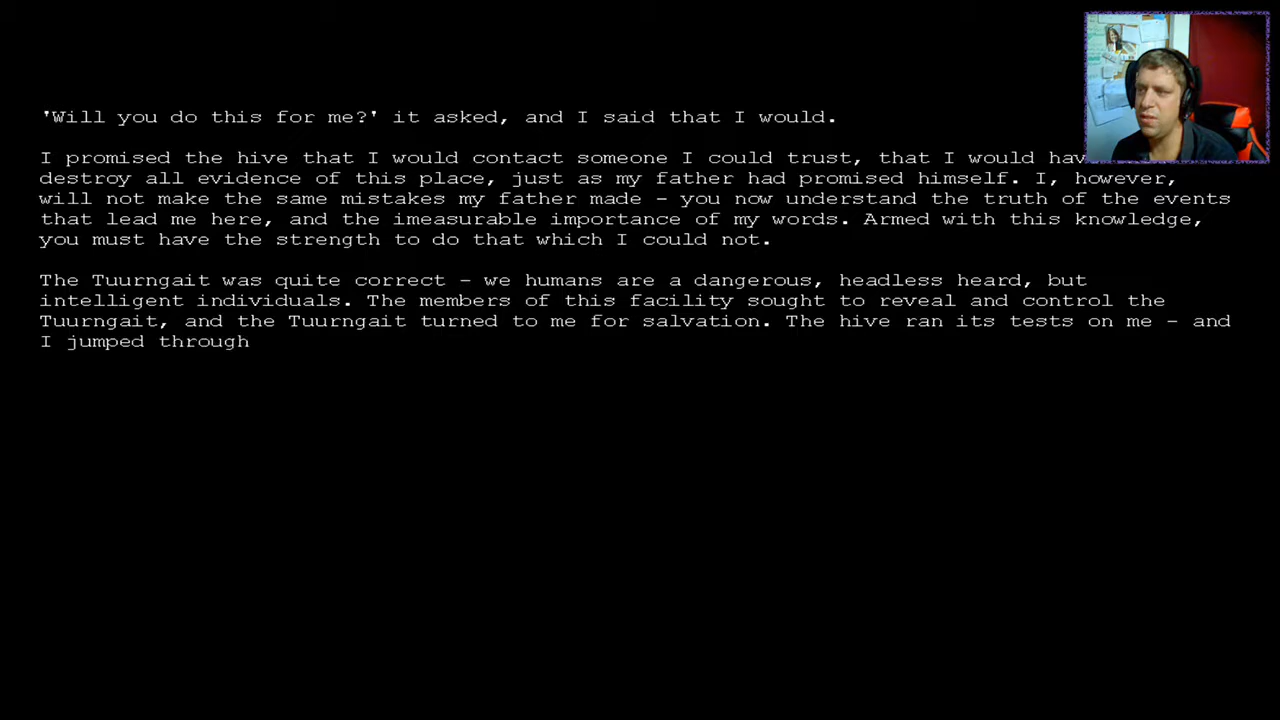 'Will you do this for me?' it asked, and I said that I would.
I promised the hive that I would contact someone I could trust, that I would hav
destroy all evidence of this place, just as my father had promised himself. I, however,
will not make the same mistakes my father made - you now understand the truth of the events
that lead me here, and the imeasurable importance of my words. Armed with this knowledge,
you must have the strength to do that which I could not.
The Tuurngait was quite correct - we humans are a dangerous, headless heard, but
intelligent individuals. The members of this facility sought to reveal and control the
Tuurngait, and the Tuurngait turned to me for salvation. The hive ran its tests on me - and
I jumped through